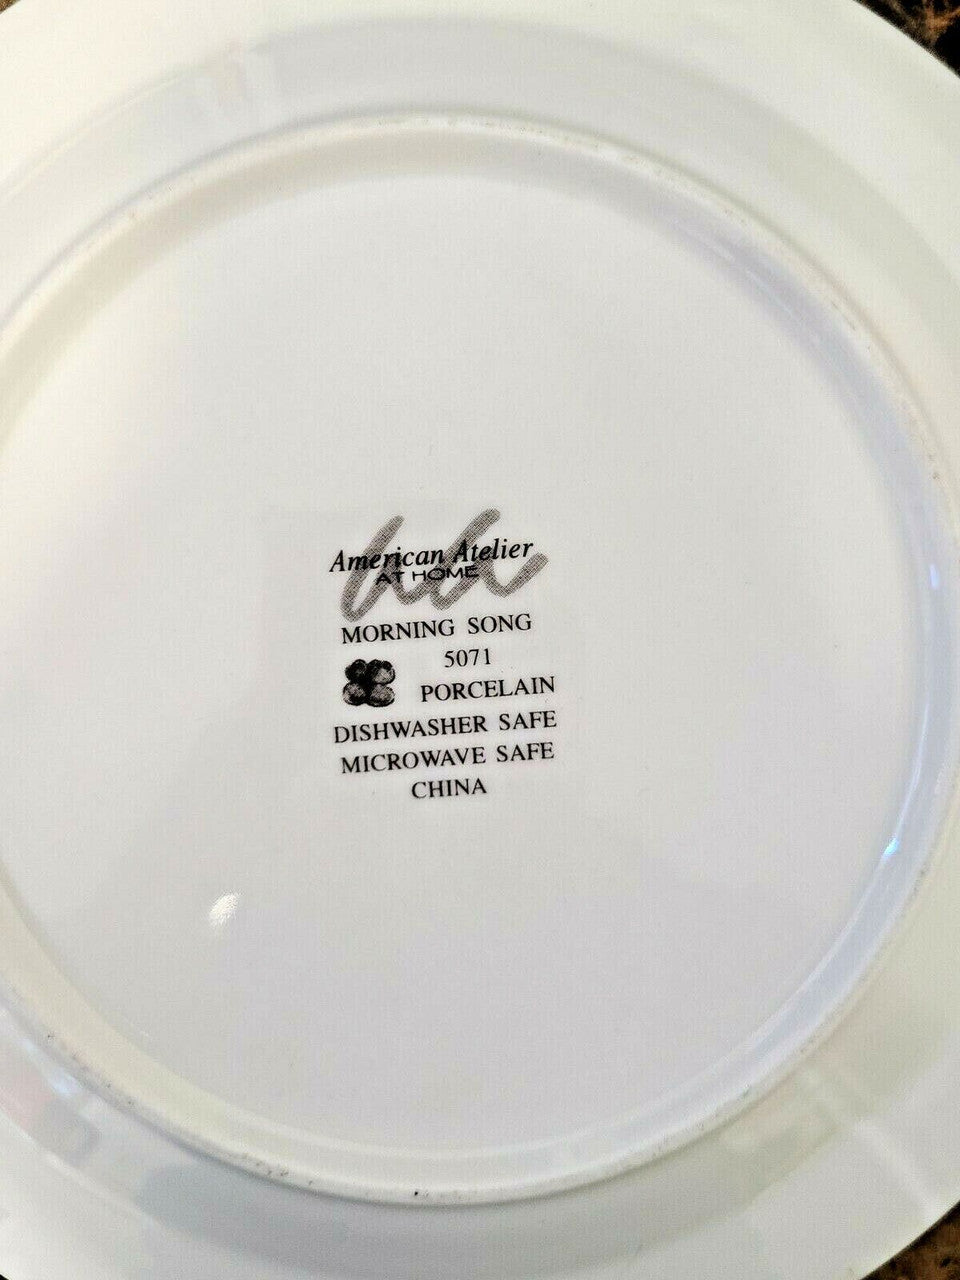 American Atelier
AT HOME
MORNING SONG
5071
PORCELAIN
DISHWASHER SAFE
MICROWAVE SAFE
CHINA